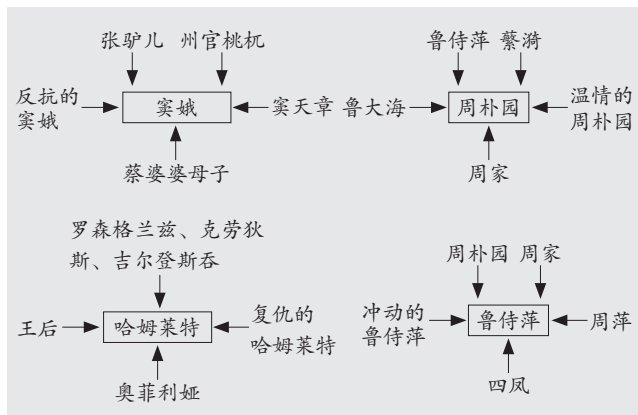 张驴儿 州官桃杌
反抗的
窦娥
窦娥
窦天章
蔡婆婆母子
鲁侍萍 蘩漪
鲁大海
周朴园
温情的
周朴园
周家
罗森格兰兹、克劳狄
斯、吉尔登斯吞
王后
哈姆莱特
复仇的
哈姆莱特
奥菲利娅
周朴园 周家
冲动的
鲁侍萍
鲁侍萍
周萍
四凤